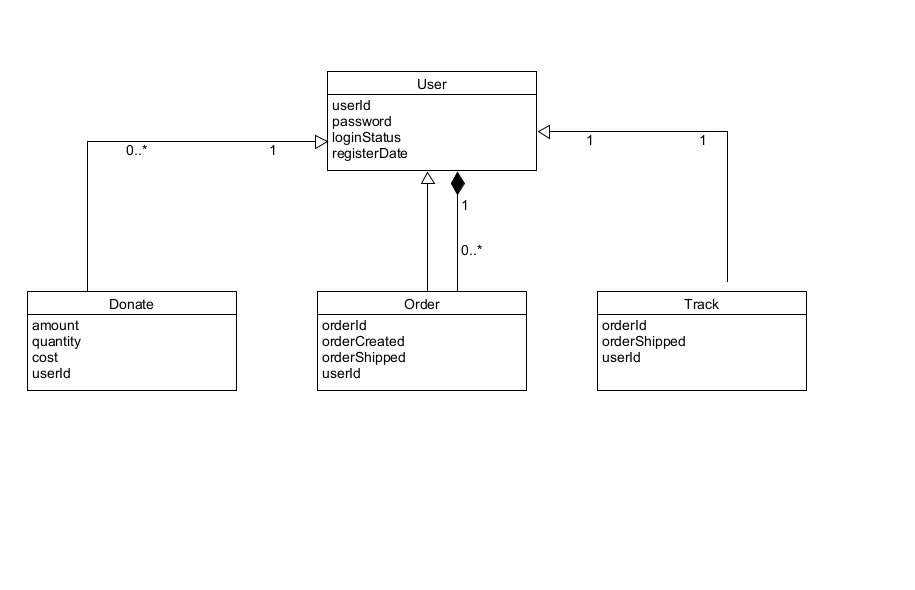 User
userId
password
loginStatus
registerDate
0..*
1
1
1
1
0..*
Donate
amount
quantity
cost
userId
Order
orderId
orderCreated
orderShipped
userId
Track
orderId
orderShipped
userId